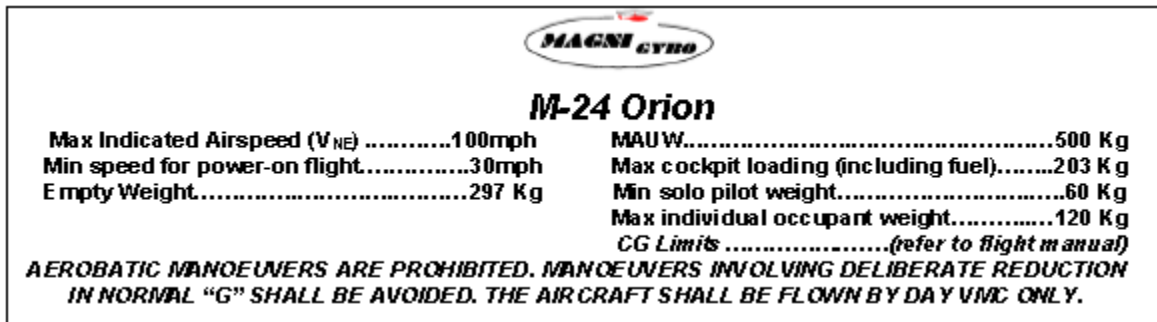 MAGNI GYRO
M-24 Orion
Max Indicated Airspeed (VNE) ............100mph
Min speed for power-on flight...............30mph
Empty Weight.......................................297 Kg
MAUW.....................................................500 Kg
Max cockpit loading (including fuel)........203 Kg
Min solo pilot weight.................................60 Kg
Max individual occupant weight..............120 Kg
CG Limits ........................(refer to flight manual)
AEROBATIC MANOEUVERS ARE PROHIBITED. MANOEUVERS INVOLVING DELIBERATE REDUCTION
IN NORMAL “G” SHALL BE AVOIDED. THE AIRCRAFT SHALL BE FLOWN BY DAY VMC ONLY.